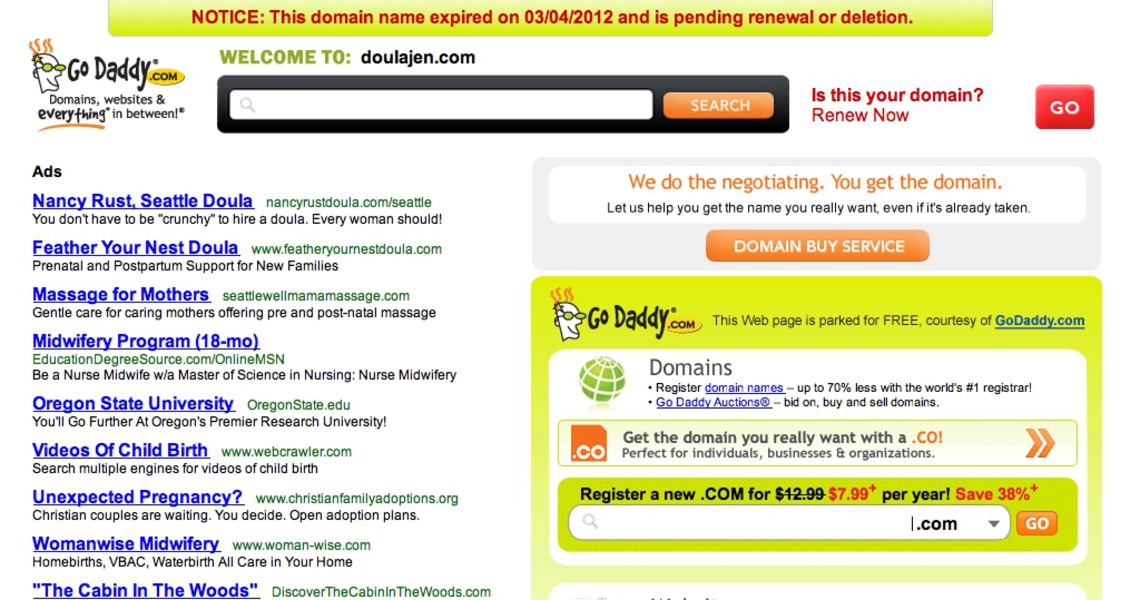 NOTICE: This domain name expired on 03/04/2012 and is pending renewal or deletion.
Go Daddy .COM
Domains, websites &
everything* in between!®
WELCOME TO: doulajen.com
SEARCH
Is this your domain?
Renew Now
GO
Ads
Nancy Rust, Seattle Doula nancyrustdoula.com/seattle
You don't have to be "crunchy" to hire a doula. Every woman should!
Feather Your Nest Doula www.featheryournestdoula.com
Prenatal and Postpartum Support for New Families
Massage for Mothers seattlewellmamamassage.com
Gentle care for caring mothers offering pre and post-natal massage
Midwifery Program (18-mo)
EducationDegreeSource.com/OnlineMSN
Be a Nurse Midwife w/a Master of Science in Nursing: Nurse Midwifery
Oregon State University OregonState.edu
You'll Go Further At Oregon's Premier Research University!
Videos Of Child Birth www.webcrawler.com
Search multiple engines for videos of child birth
Unexpected Pregnancy? www.christianfamilyadoptions.org
Christian couples are waiting. You decide. Open adoption plans.
Womanwise Midwifery www.woman-wise.com
Homebirths, VBAC, Waterbirth All Care in Your Home
"The Cabin In The Woods" DiscoverTheCabinInTheWoods.com
We do the negotiating. You get the domain.
Let us help you get the name you really want, even if it's already taken.
DOMAIN BUY SERVICE
Go Daddy® .COM
This Web page is parked for FREE, courtesy of GoDaddy.com
Domains
• Register domain names – up to 70% less with the world's #1 registrar!
• Go Daddy Auctions® – bid on, buy and sell domains.
.CO
Get the domain you really want with a .CO!
Perfect for individuals, businesses & organizations.
Register a new .COM for $12.99 $7.99+ per year! Save 38%+
.com
GO